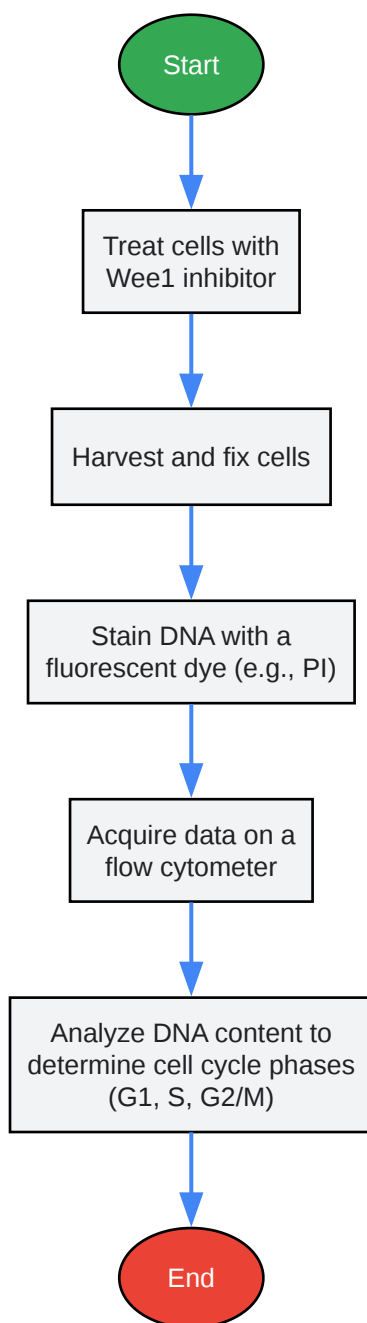 Start
Treat cells with
Wee1 inhibitor
Harvest and fix cells
Stain DNA with a
fluorescent dye (e.g., PI)
Acquire data on a
flow cytometer
Analyze DNA content to
determine cell cycle phases
(G1, S, G2/M)
End